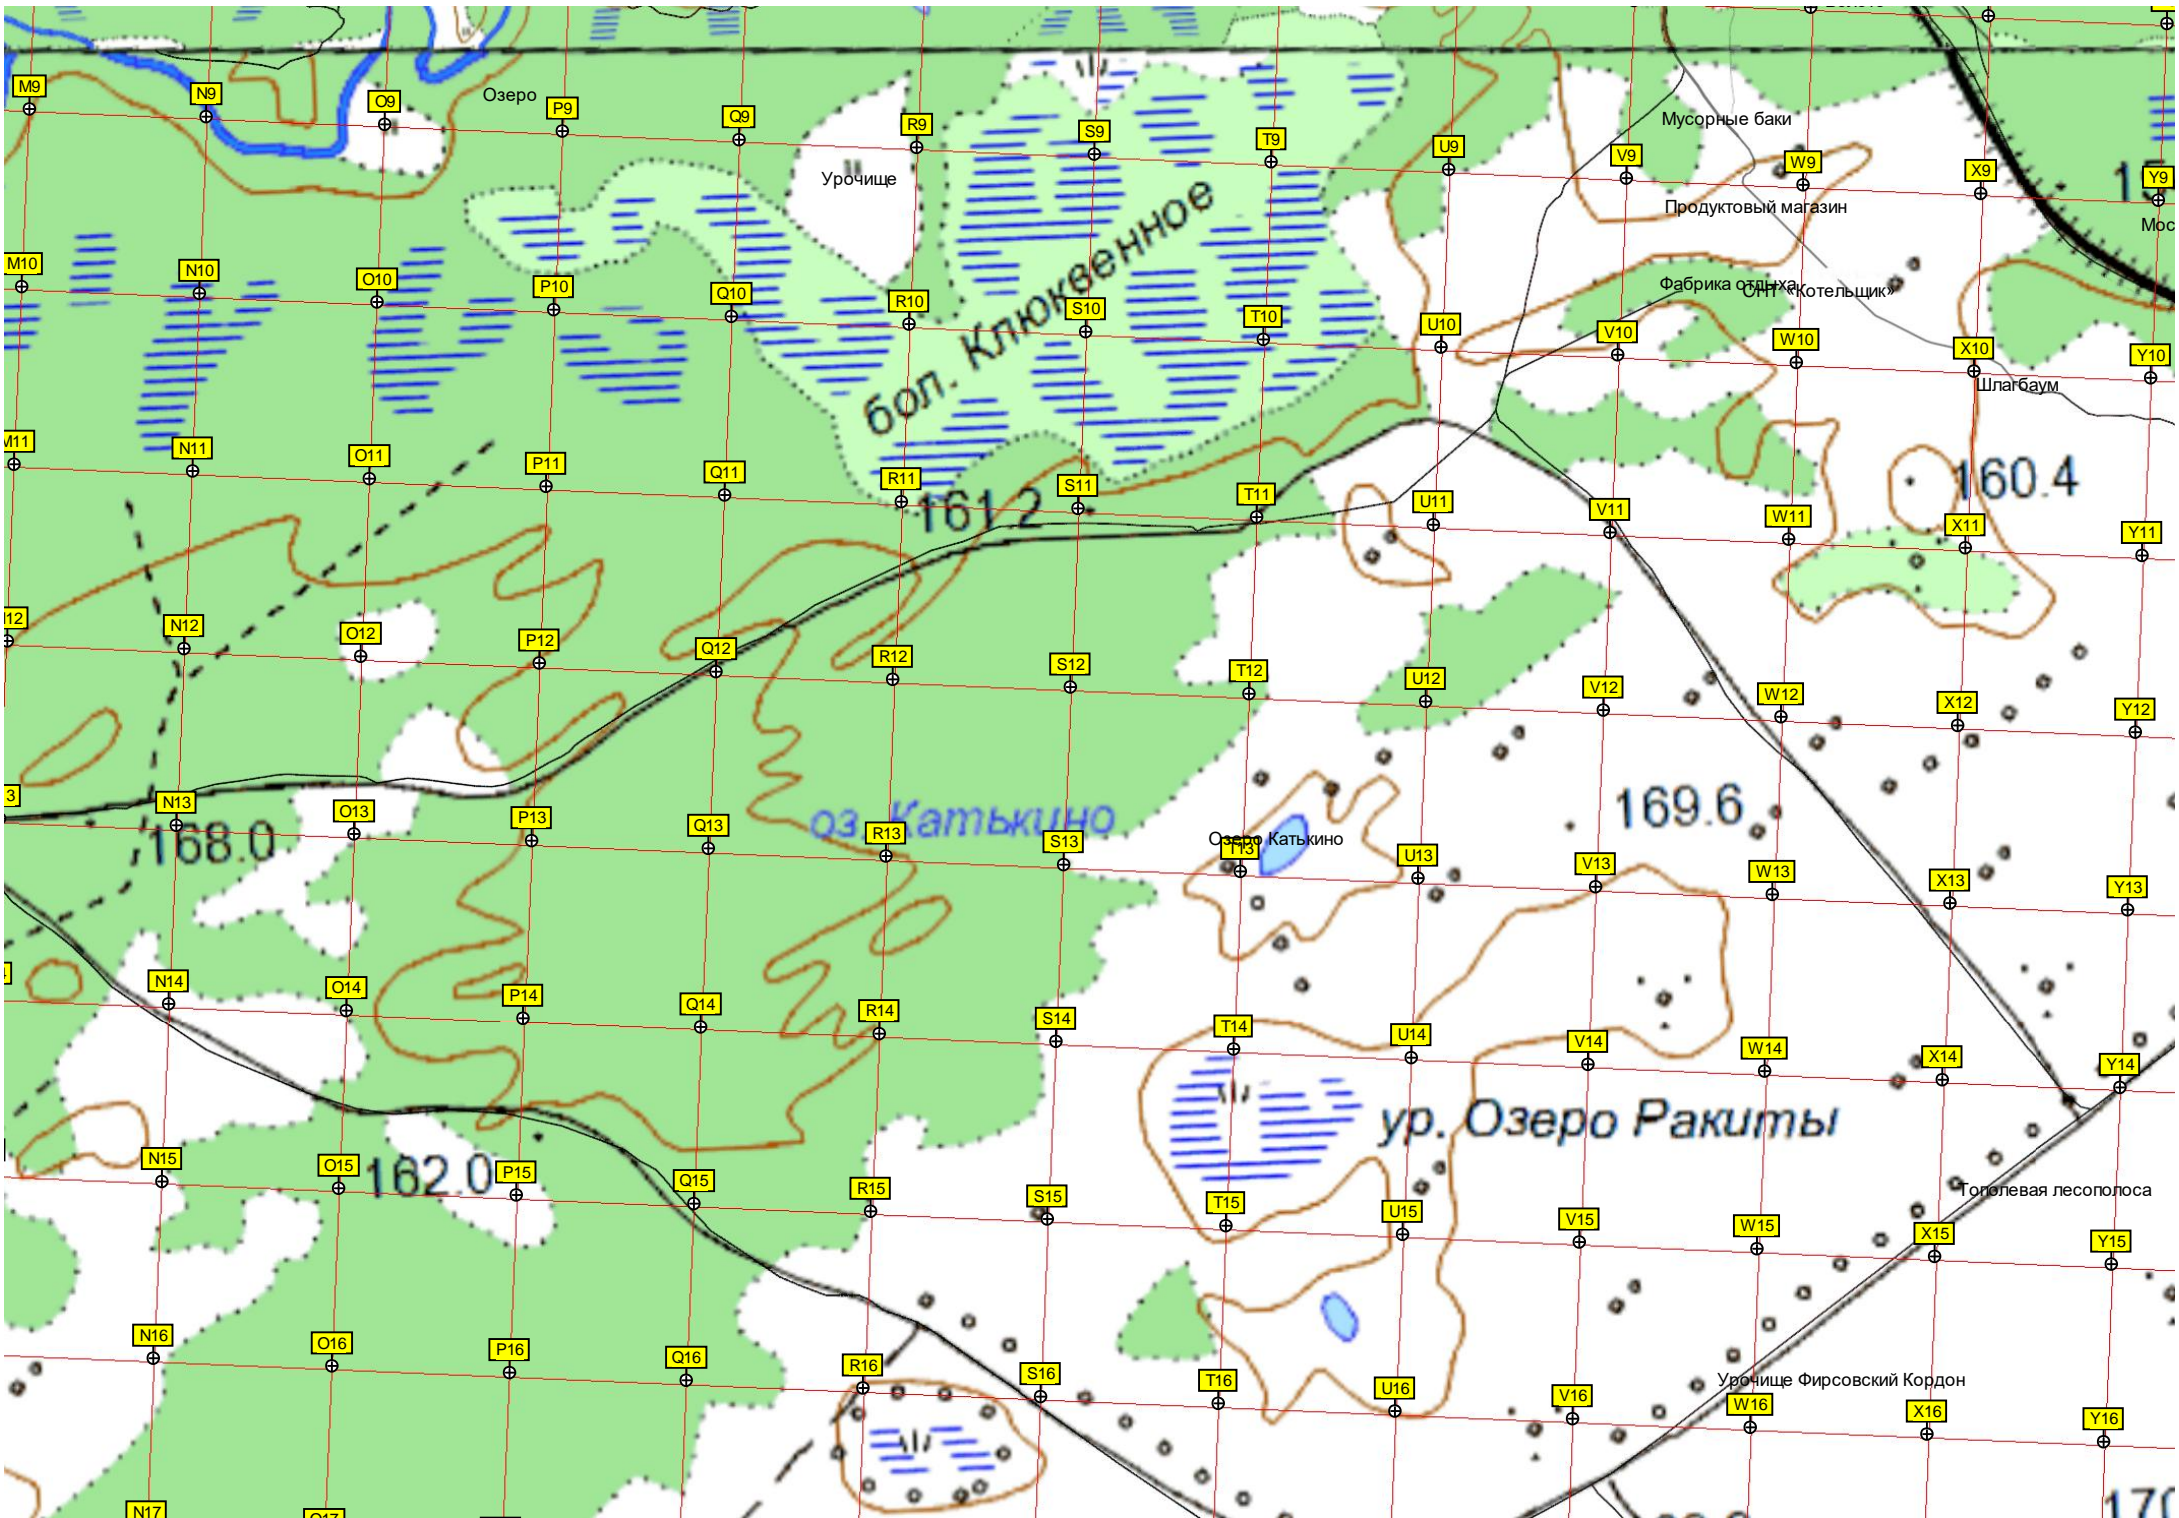 M9 N9 O9 Озеро P9 Q9 R9 S9 T9 U9 V9 W9 X9 Y9
Мусорные баки
Урочище
Продуктовый магазин
бол. Клюквенное
M10 N10 O10 P10 Q10 R10 S10 T10 U10 V10 W10 X10 Y10
Фабрика отдыха
СНТ «Котельщик»
Шлагбаум
M11 N11 O11 P11 Q11 R11 S11 T11 U11 V11 W11 X11 Y11
161.2
160.4
N12 O12 P12 Q12 R12 S12 T12 U12 V12 W12 X12 Y12
169.6
оз. Катькино
Озеро Катькино
N13 O13 P13 Q13 R13 S13 T13 U13 V13 W13 X13 Y13
168.0
N14 O14 P14 Q14 R14 S14 T14 U14 V14 W14 X14 Y14
ур. Озеро Ракиты
162.0
N15 O15 P15 Q15 R15 S15 T15 U15 V15 W15 X15 Y15
Тополевая лесополоса
N16 O16 P16 Q16 R16 S16 T16 U16 V16 W16 X16 Y16
Урочище Фирсовский Кордон
N17 O17
170